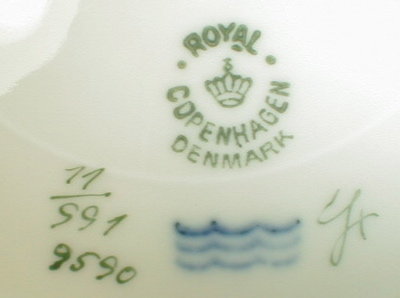 ROYAL
COPENHAGEN
DENMARK
11
591
9590